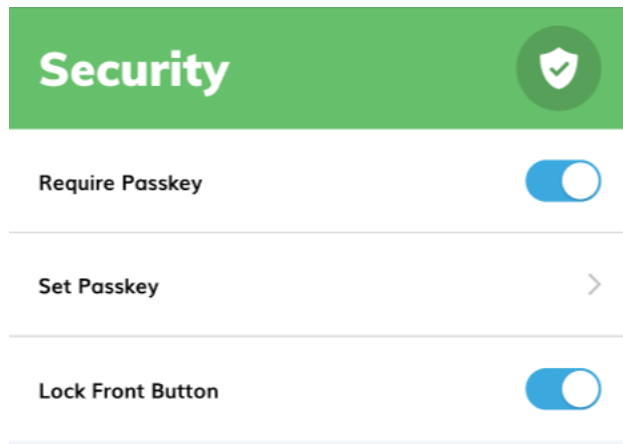 Security
Require Passkey
Set Passkey
Lock Front Button